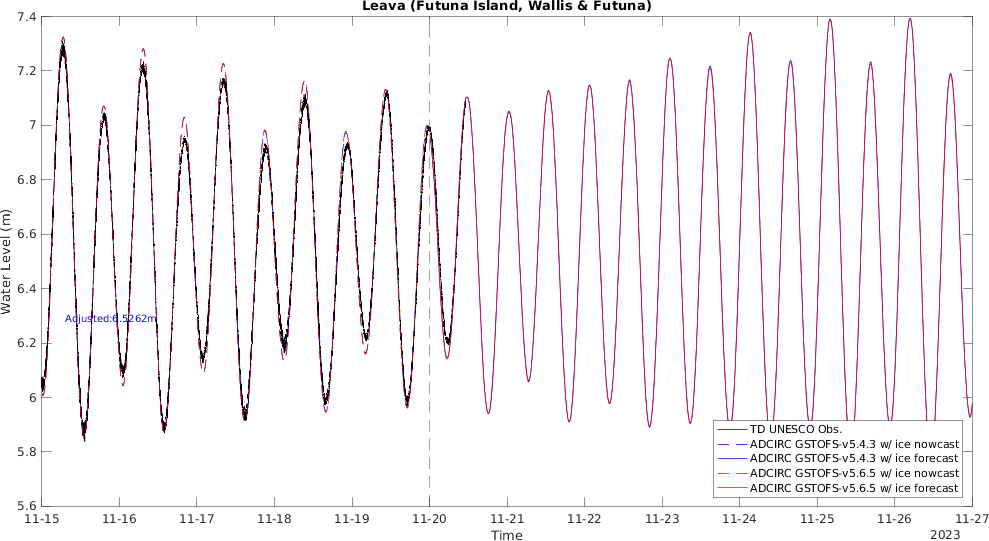 Leava (Futuna Island, Wallis & Futuna)
7.4
7.2
7
6.8
6.6
6.4
6.2
6
5.8
5.6
Water Level (m)
Adjusted:6.5262m
TD UNESCO Obs.
ADCIRC GSTOFS-v5.4.3 w/ ice nowcast
ADCIRC GSTOFS-v5.4.3 w/ ice forecast
ADCIRC GSTOFS-v5.6.5 w/ ice nowcast
ADCIRC GSTOFS-v5.6.5 w/ ice forecast
11-15 11-16 11-17 11-18 11-19 11-20 11-21 11-22 11-23 11-24 11-25 11-26 11-27
Time
2023